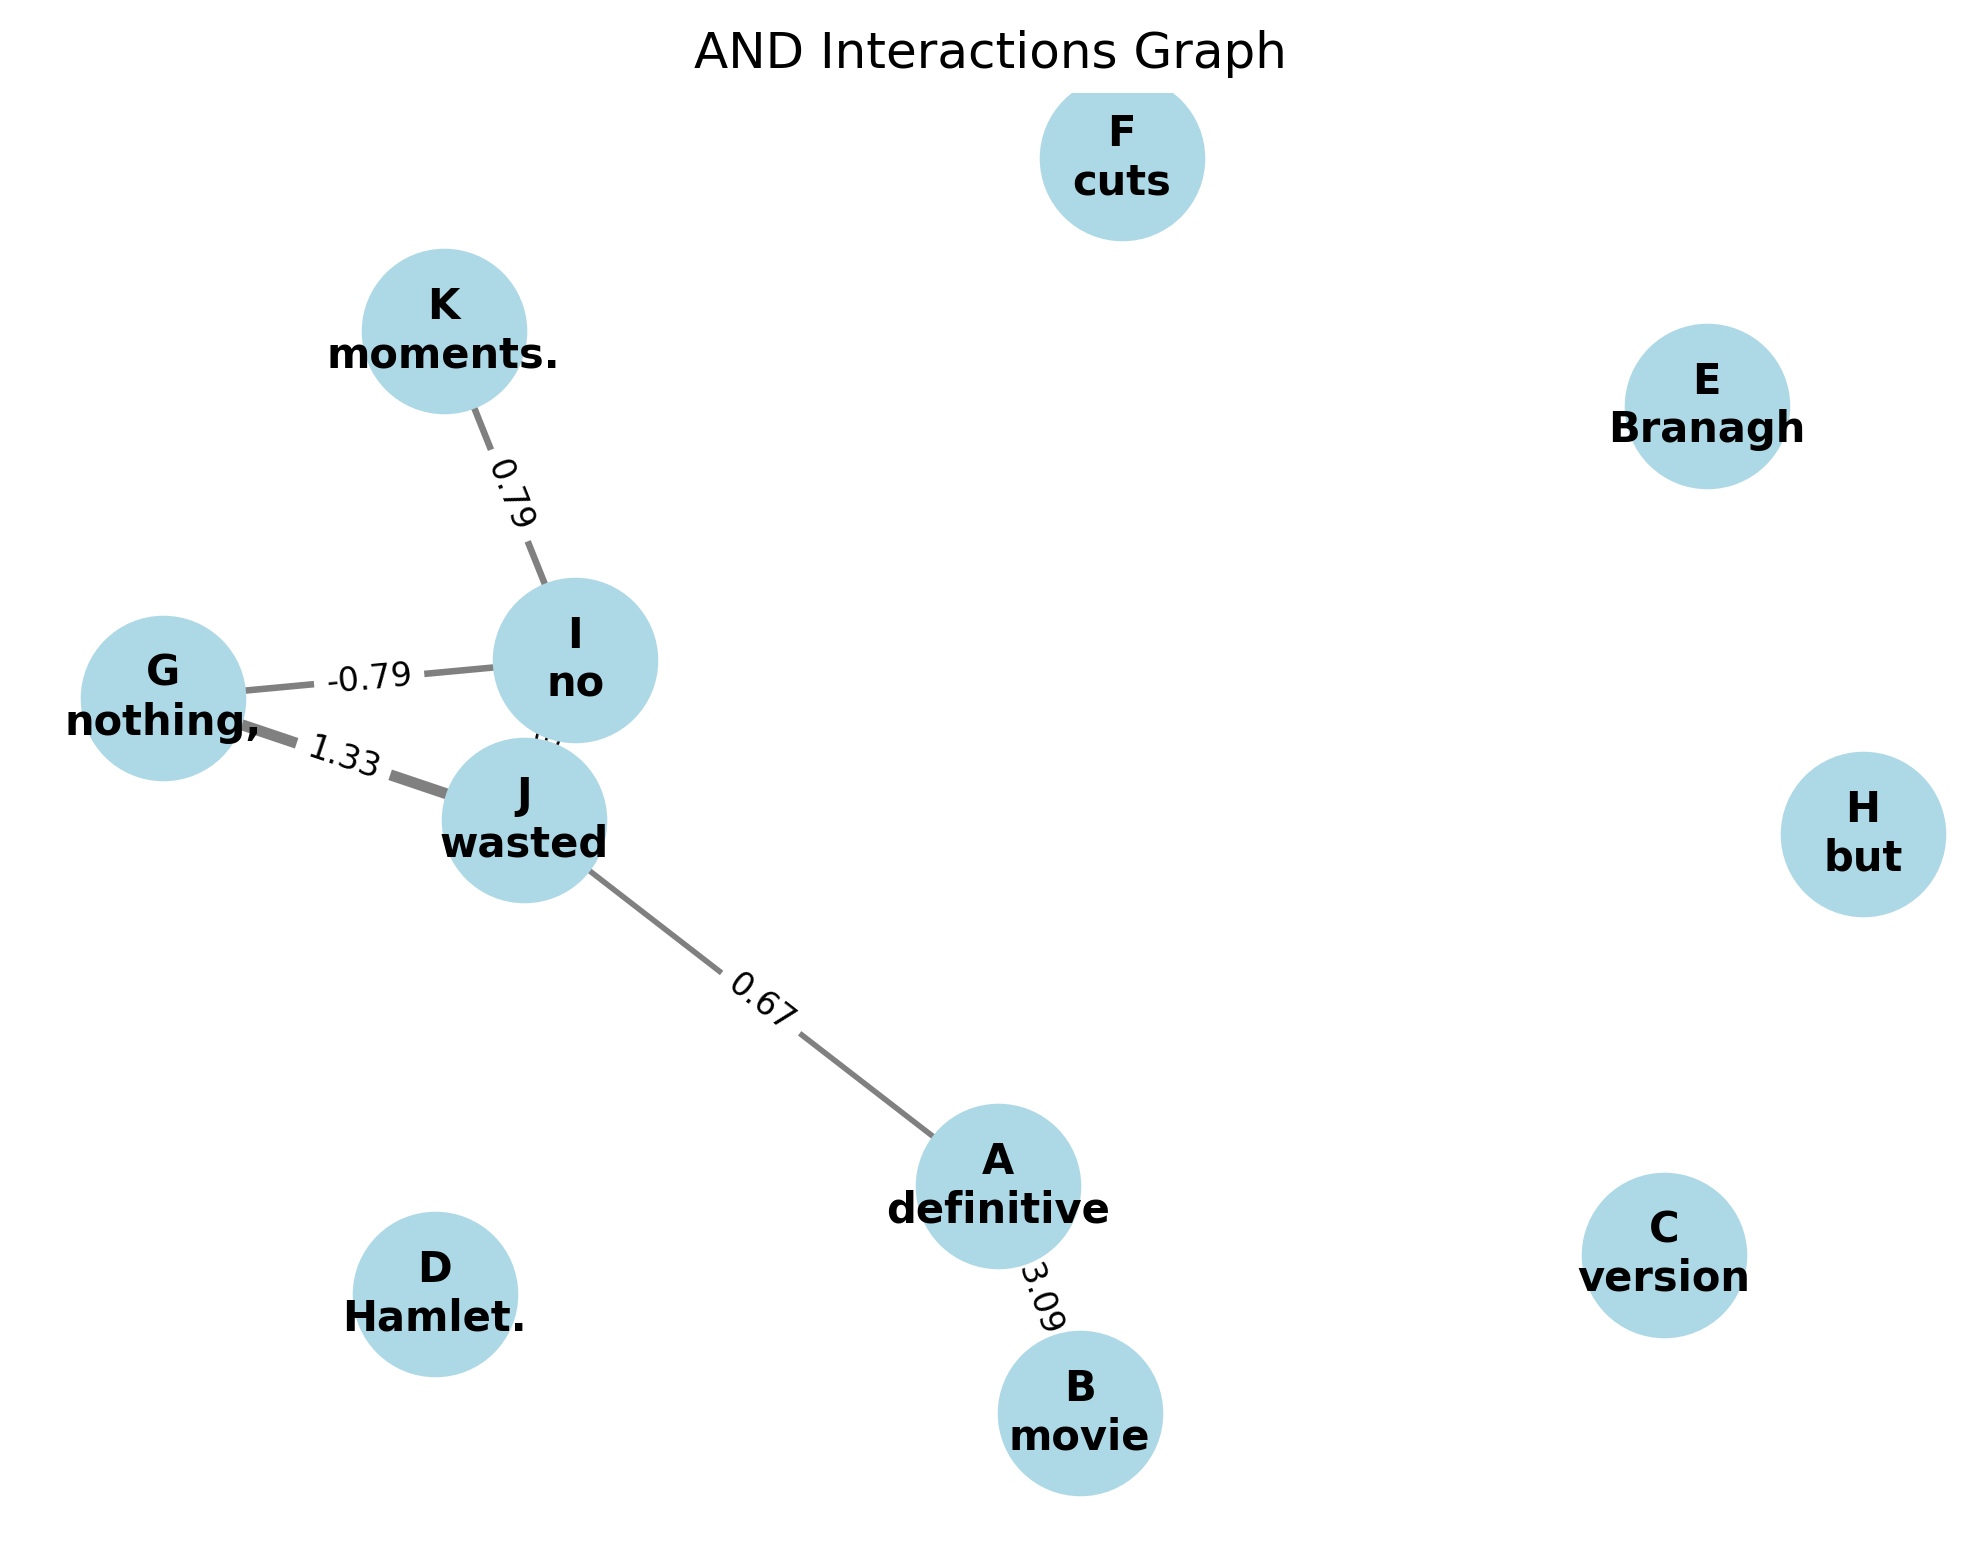 AND Interactions Graph
F
cuts
K
moments.
E
Branagh
0.79
I
no
G
nothing,
-0.79
1.33
J
wasted
H
but
0.67
A
definitive
C
version
D
Hamlet.
3.09
B
movie